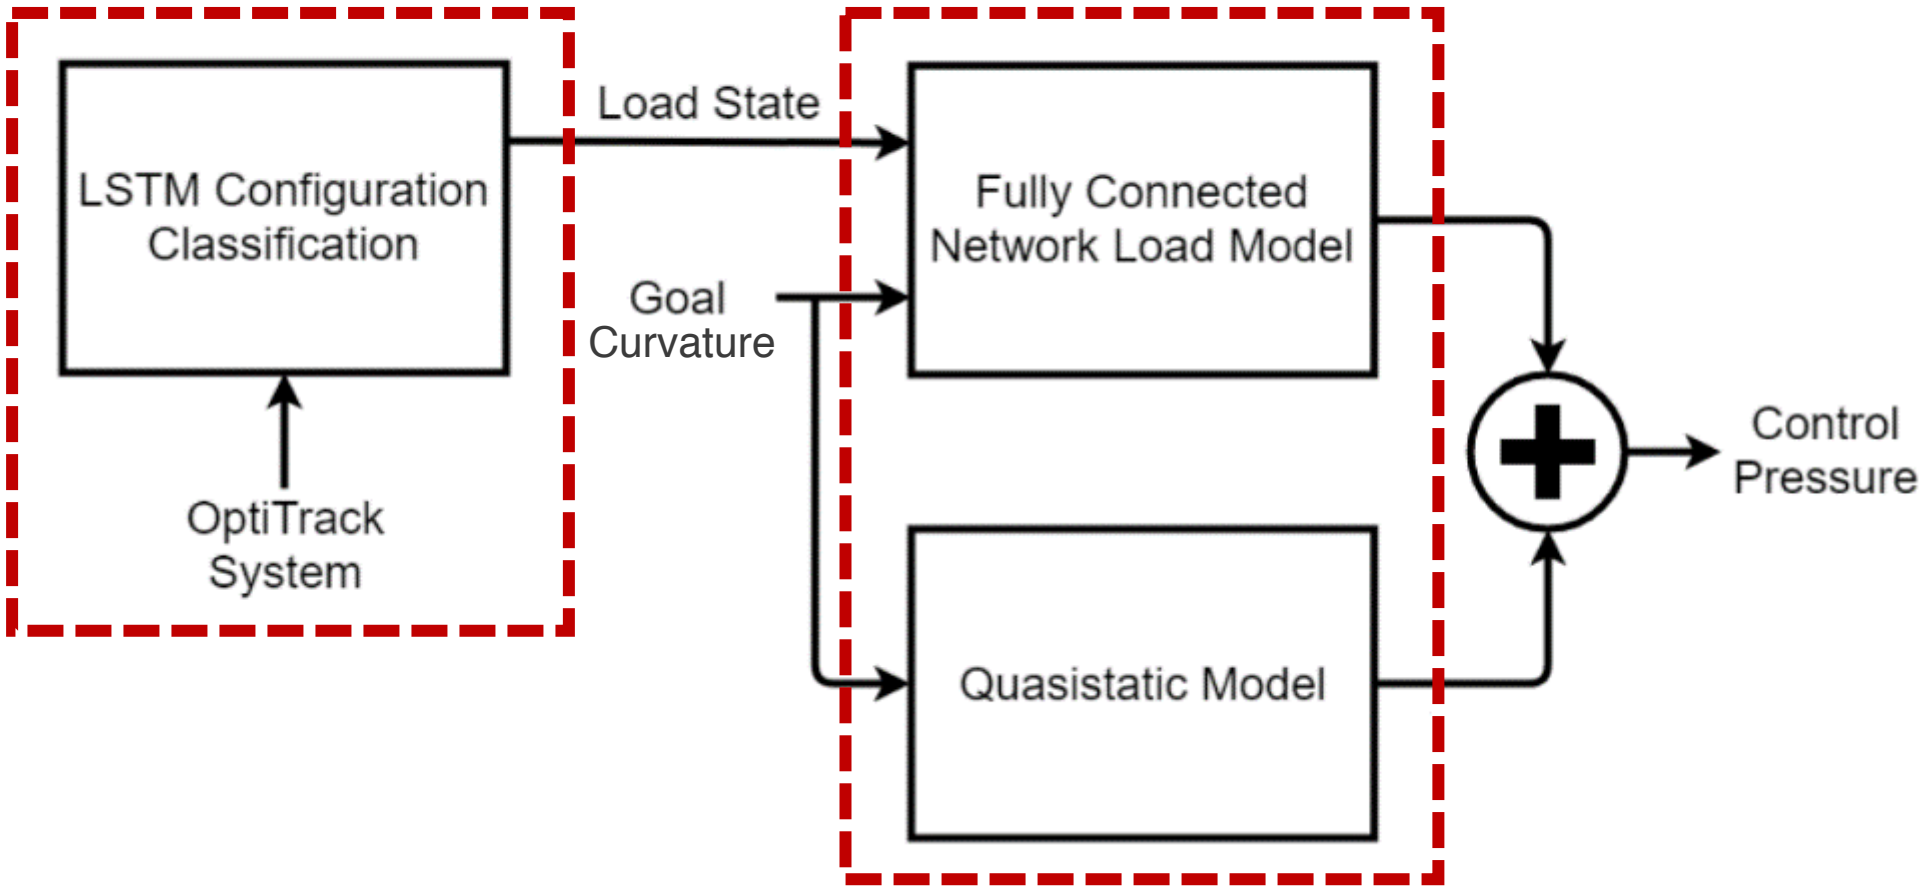 LSTM Configuration
Classification
OptiTrack
System
Load State
Goal
Curvature
Fully Connected
Network Load Model
Quasistatic Model
Control
Pressure